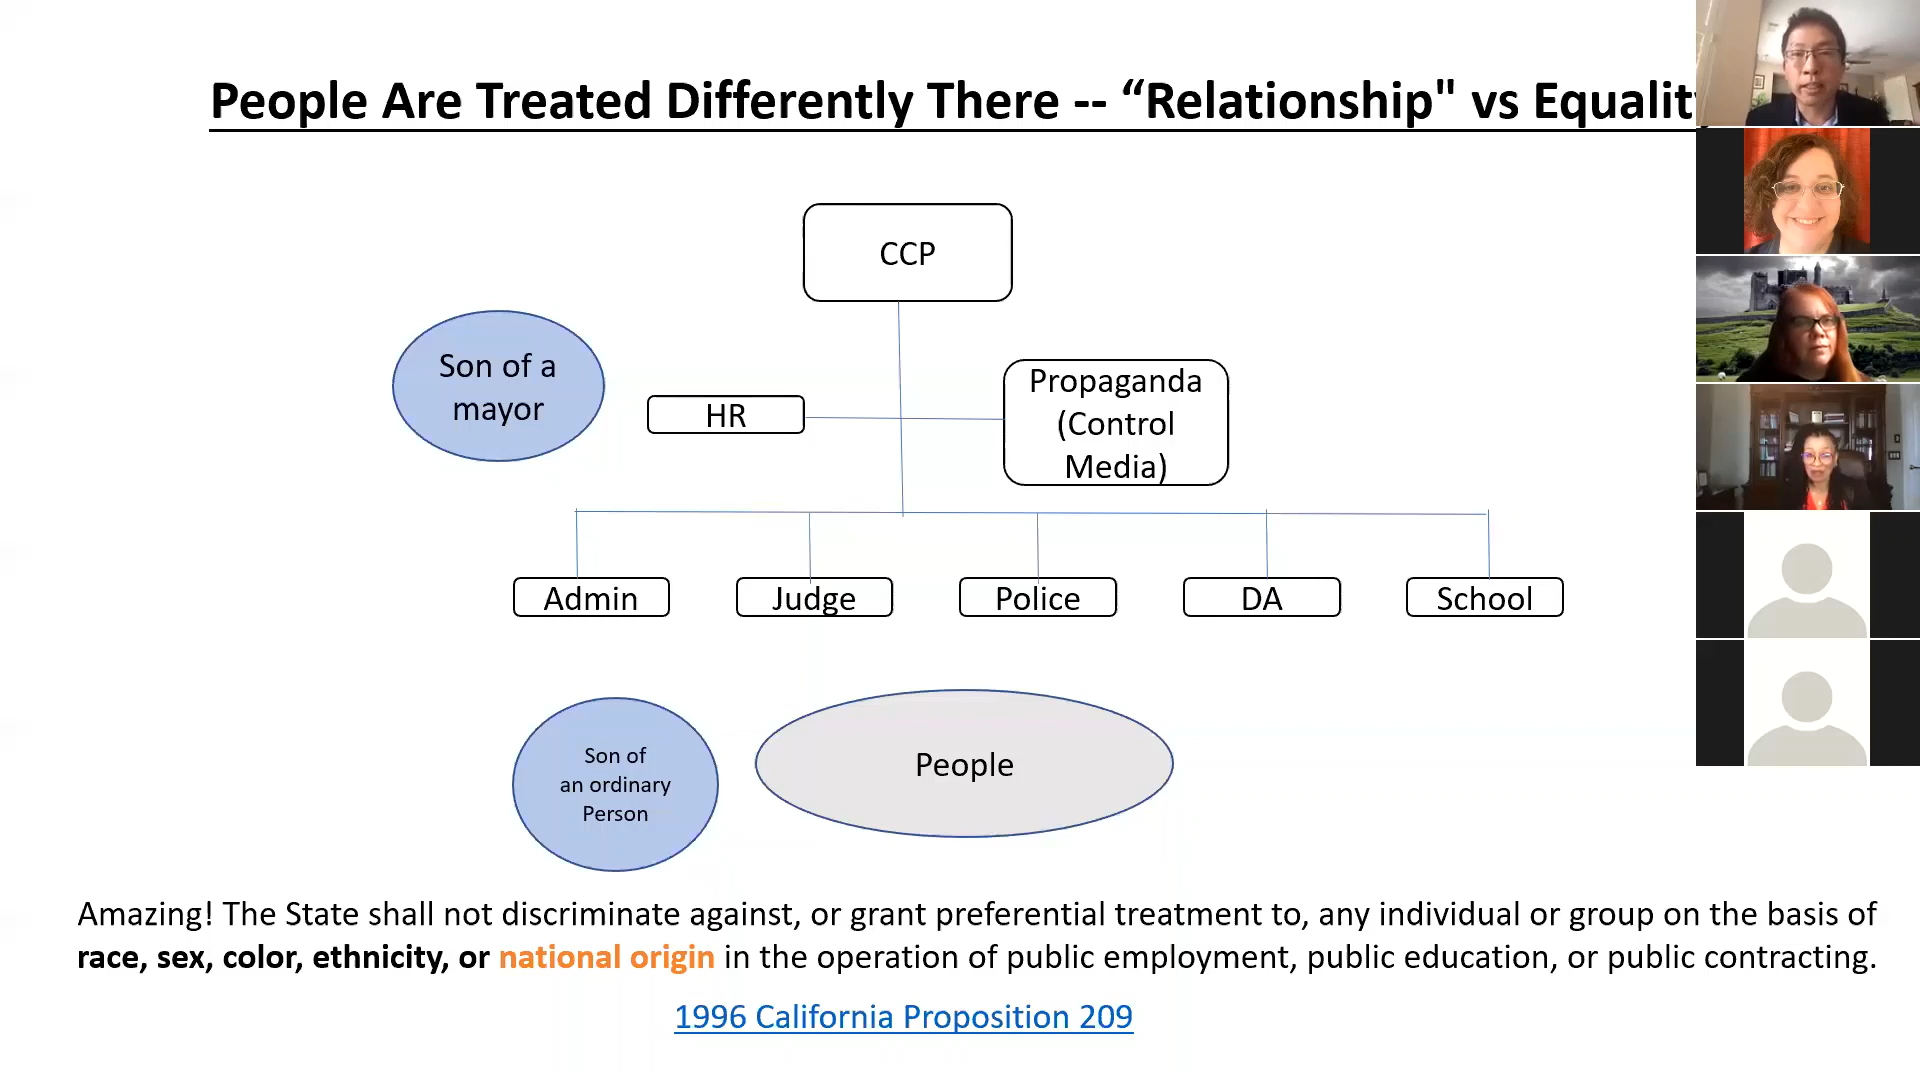 People Are Treated Differently There -- “Relationship" vs Equality
CCP
Son of a
mayor
HR
Propaganda
(Control
Media)
Admin
Judge
Police
DA
School
Son of
an ordinary
Person
People
Amazing! The State shall not discriminate against, or grant preferential treatment to, any individual or group on the basis of
race, sex, color, ethnicity, or national origin in the operation of public employment, public education, or public contracting.
1996 California Proposition 209